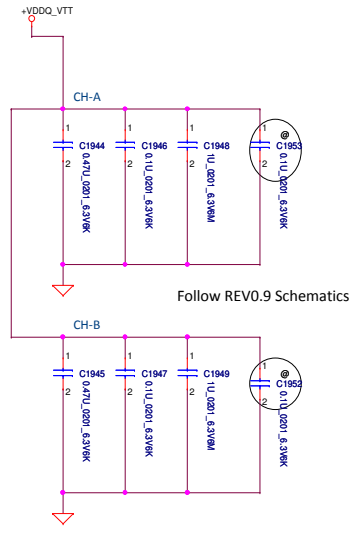 +VDDQ_VTT
CH-A
1
C1944
2
0.47U_0201_6.3V6K
1
C1946
2
0.1U_0201_6.3V6K
1
C1948
2
1U_0201_6.3V6M
@
1
C1953
2
0.1U_0201_6.3V6K
Follow REV0.9 Schematics
CH-B
1
C1945
2
0.47U_0201_6.3V6K
1
C1947
2
0.1U_0201_6.3V6K
1
C1949
2
1U_0201_6.3V6M
@
1
C1952
2
0.1U_0201_6.3V6K